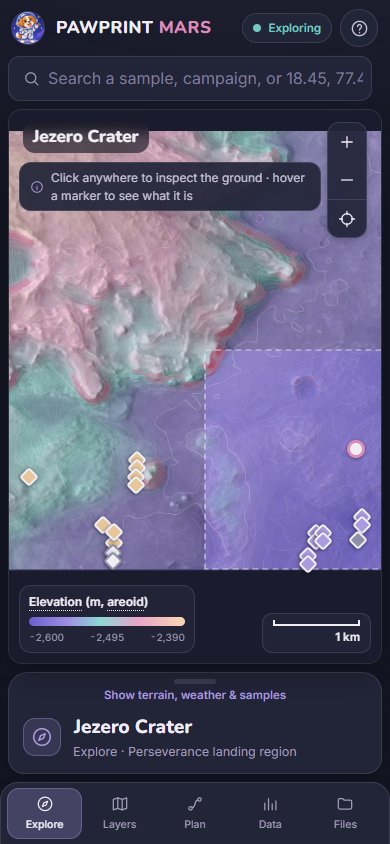 PAWPRINT MARS
Exploring
Search a sample, campaign, or 18.45, 77.4
Jezero Crater
Click anywhere to inspect the ground · hover
a marker to see what it is
Elevation (m, areoid)
-2,600 -2,495 -2,390
1 km
Show terrain, weather & samples
Jezero Crater
Explore · Perseverance landing region
Explore Layers Plan Data Files